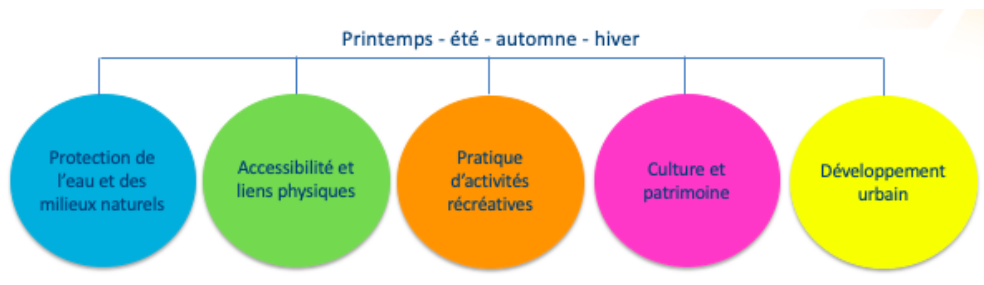 Printemps - été - automne - hiver
Protection de
l'eau et des
milieux naturels
Accessibilité et
liens physiques
Pratique
d'activités
récréatives
Culture et
patrimoine
Développement
urbain